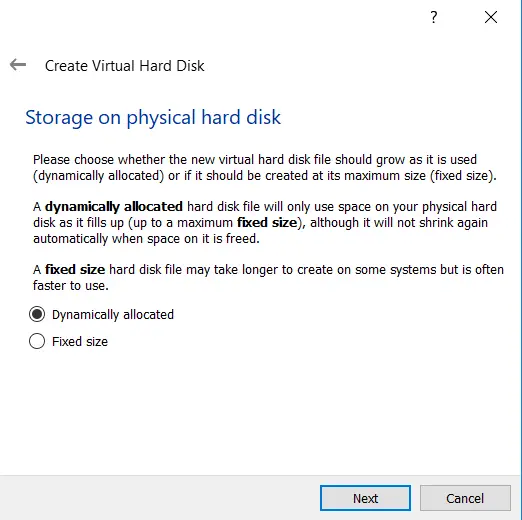 ?
Create Virtual Hard Disk
Storage on physical hard disk
Please choose whether the new virtual hard disk file should grow as it is used
(dynamically allocated) or if it should be created at its maximum size (fixed size).
A dynamically allocated hard disk file will only use space on your physical hard
disk as it fills up (up to a maximum fixed size), although it will not shrink again
automatically when space on it is freed.
A fixed size hard disk file may take longer to create on some systems but is often
faster to use.
Dynamically allocated
Fixed size
Next
Cancel